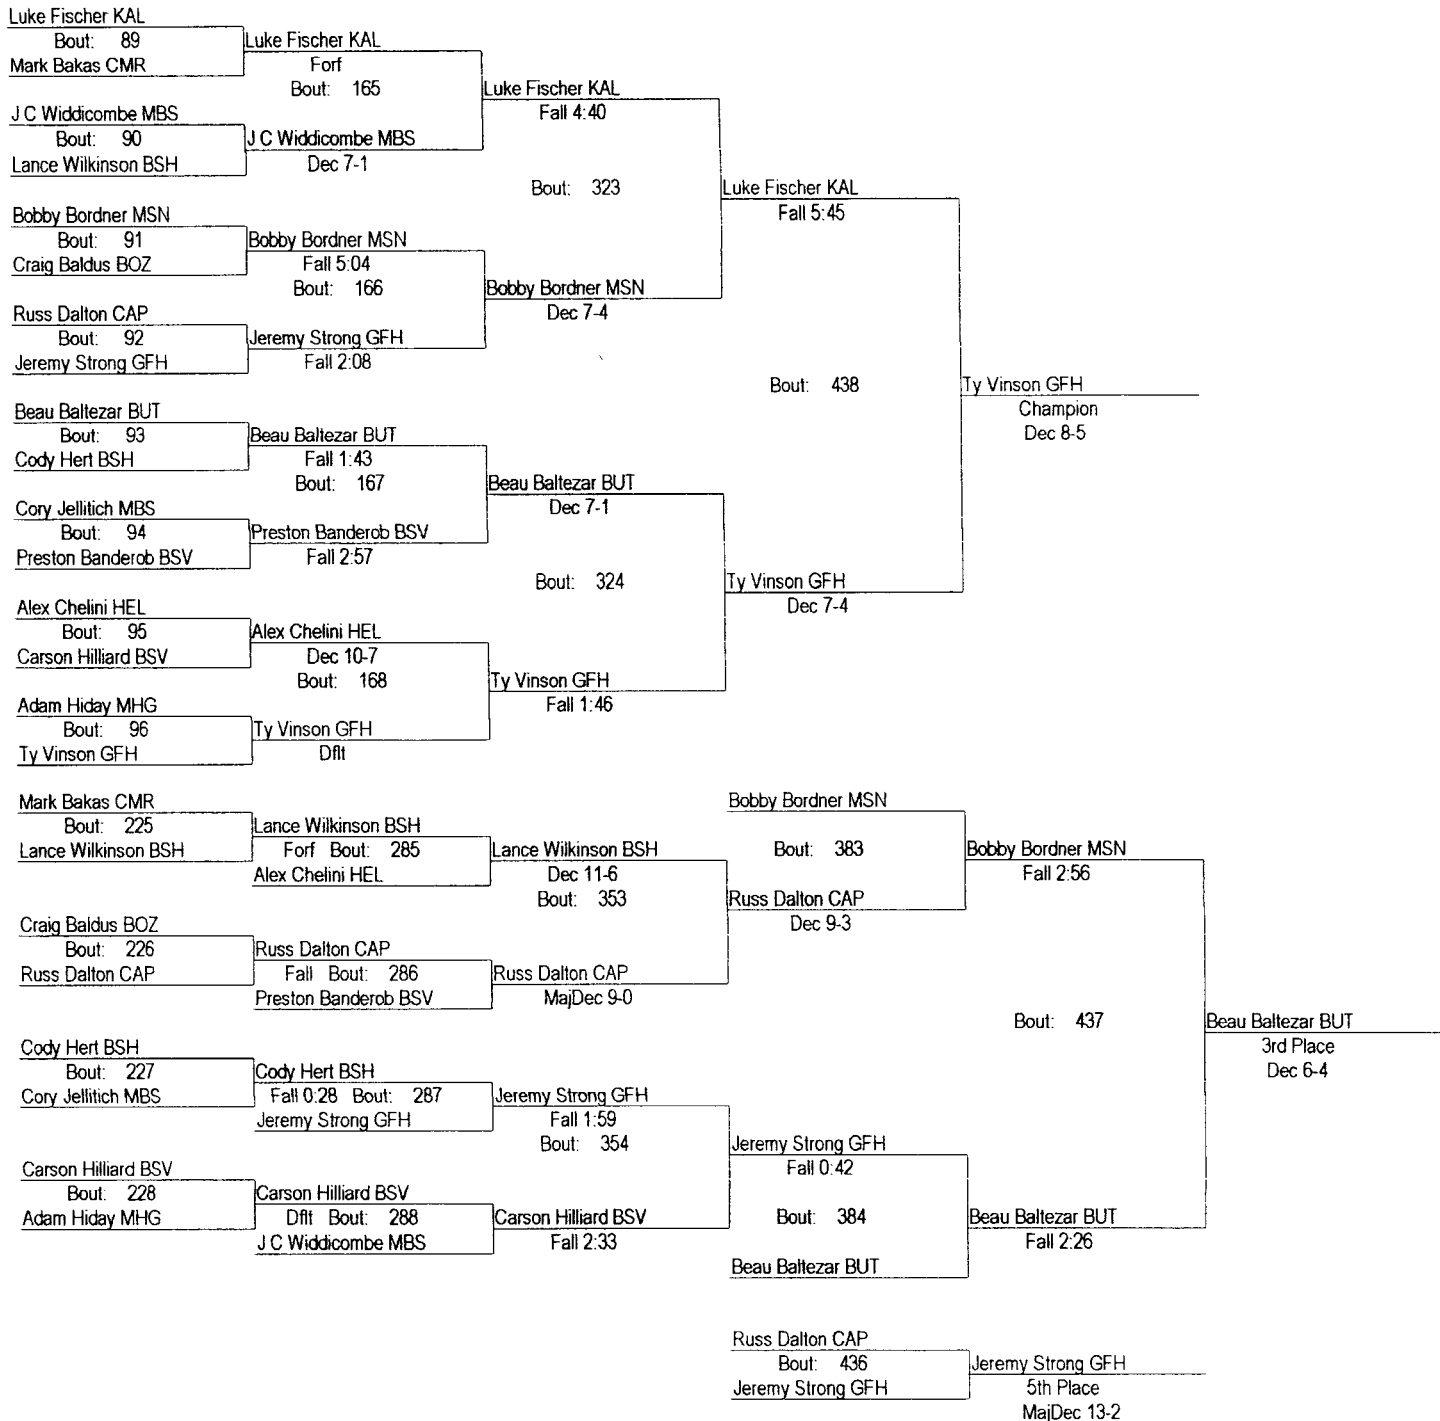 Luke Fischer KAL
Bout: 89
Mark Bakas CMR
Luke Fischer KAL
Forf
Bout: 165
J C Widdicombe MBS
Bout: 90
Lance Wilkinson BSH
J C Widdicombe MBS
Dec 7-1
Luke Fischer KAL
Fall 4:40
Bout: 323
Bobby Bordner MSN
Bout: 91
Craig Baldus BOZ
Bobby Bordner MSN
Fall 5:04
Bout: 166
Russ Dalton CAP
Bout: 92
Jeremy Strong GFH
Jeremy Strong GFH
Fall 2:08
Bobby Bordner MSN
Dec 7-4
Luke Fischer KAL
Fall 5:45
Bout: 438
Ty Vinson GFH
Champion
Dec 8-5
Beau Baltezar BUT
Bout: 93
Cody Hert BSH
Beau Baltezar BUT
Fall 1:43
Bout: 167
Cory Jellitich MBS
Bout: 94
Preston Banderob BSV
Preston Banderob BSV
Fall 2:57
Beau Baltezar BUT
Dec 7-1
Bout: 324
Ty Vinson GFH
Dec 7-4
Alex Chelini HEL
Bout: 95
Carson Hilliard BSV
Alex Chelini HEL
Dec 10-7
Bout: 168
Adam Hiday MHG
Bout: 96
Ty Vinson GFH
Ty Vinson GFH
Dflt
Ty Vinson GFH
Fall 1:46
Mark Bakas CMR
Bout: 225
Lance Wilkinson BSH
Lance Wilkinson BSH
Forf Bout: 285
Alex Chelini HEL
Lance Wilkinson BSH
Dec 11-6
Bout: 353
Craig Baldus BOZ
Bout: 226
Russ Dalton CAP
Russ Dalton CAP
Fall Bout: 286
Preston Banderob BSV
Russ Dalton CAP
MajDec 9-0
Bobby Bordner MSN
Bout: 383
Russ Dalton CAP
Dec 9-3
Bobby Bordner MSN
Fall 2:56
Bout: 437
Beau Baltezar BUT
3rd Place
Dec 6-4
Cody Hert BSH
Bout: 227
Cory Jellitich MBS
Cody Hert BSH
Fall 0:28 Bout: 287
Jeremy Strong GFH
Jeremy Strong GFH
Fall 1:59
Bout: 354
Carson Hilliard BSV
Bout: 228
Adam Hiday MHG
Carson Hilliard BSV
Dflt Bout: 288
J C Widdicombe MBS
Carson Hilliard BSV
Fall 2:33
Jeremy Strong GFH
Fall 0:42
Bout: 384
Beau Baltezar BUT
Beau Baltezar BUT
Fall 2:26
Russ Dalton CAP
Bout: 436
Jeremy Strong GFH
Jeremy Strong GFH
5th Place
MajDec 13-2